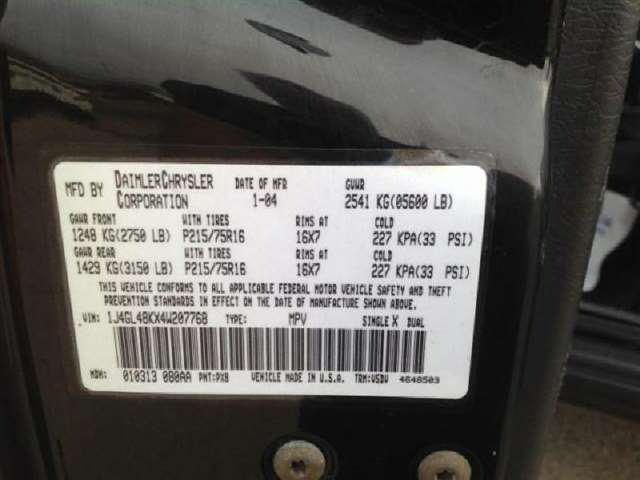 MFD BY DAIMLERCHRYSLER CORPORATION DATE OF MFR 1-04 GVWR 2541 KG(05600 LB)
GAWR FRONT WITH TIRES RIMS AT COLD
1248 KG(2750 LB) P215/75R16 16X7 227 KPA(33 PSI)
GAWR REAR WITH TIRES RIMS AT COLD
1429 KG(3150 LB) P215/75R16 16X7 227 KPA(33 PSI)
THIS VEHICLE CONFORMS TO ALL APPLICABLE FEDERAL MOTOR VEHICLE SAFETY AND THEFT
PREVENTION STANDARDS IN EFFECT ON THE DATE OF MANUFACTURE SHOWN ABOVE.
VIN: 1J4GL48KX4W207768 TYPE: MPV SINGLE X DUAL
MDH: 010313 080AA PNT:PXB VEHICLE MADE IN U.S.A. TRM:V5DV 4648503